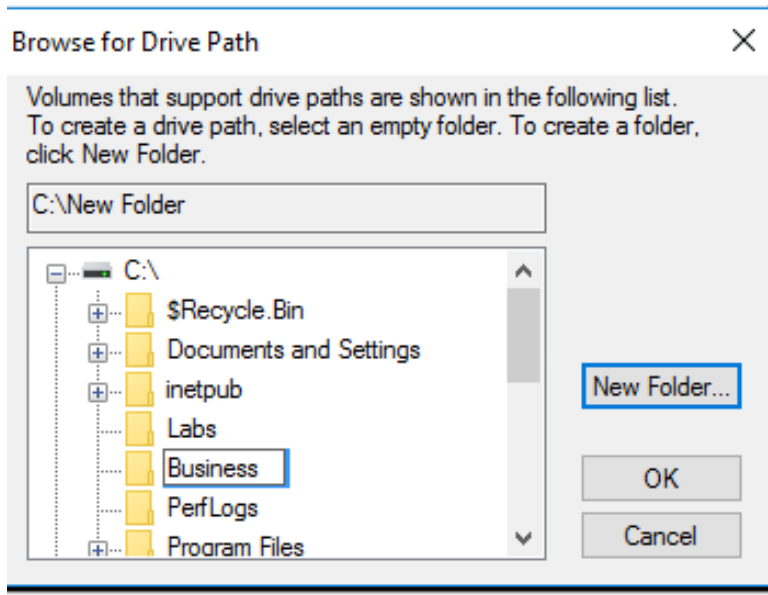 Browse for Drive Path
Volumes that support drive paths are shown in the following list.
To create a drive path, select an empty folder. To create a folder,
click New Folder.
C:\New Folder
C:\
$Recycle.Bin
Documents and Settings
inetpub
New Folder...
Labs
Business
OK
PerfLogs
Program Files
Cancel